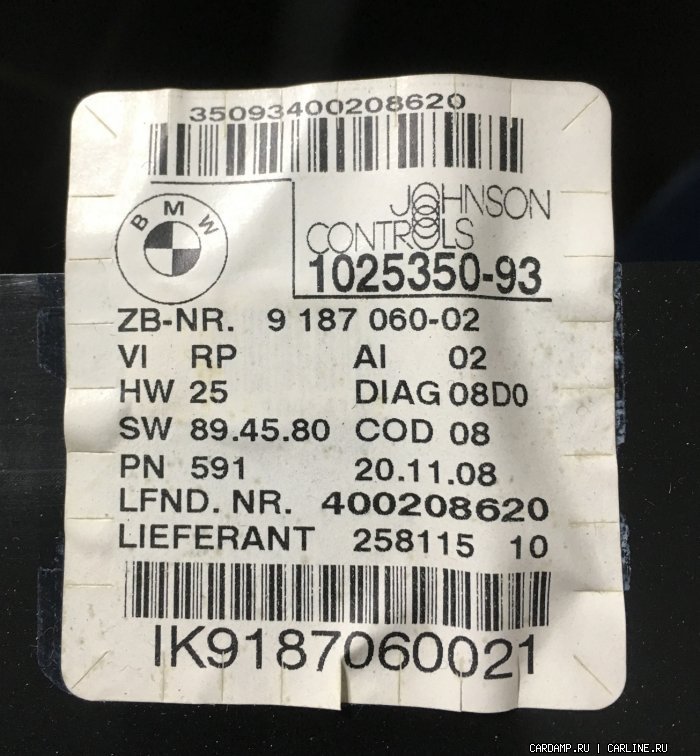 35093400208620
BMW
JOHNSON
CONTROLS
1025350-93
ZB-NR. 9 187 060-02
VI RP AI 02
HW 25 DIAG 08D0
SW 89.45.80 COD 08
PN 591 20.11.08
LFND. NR. 400208620
LIEFERANT 258115 10
IK9187060021
CARDAMP.RU | CARLINE.RU